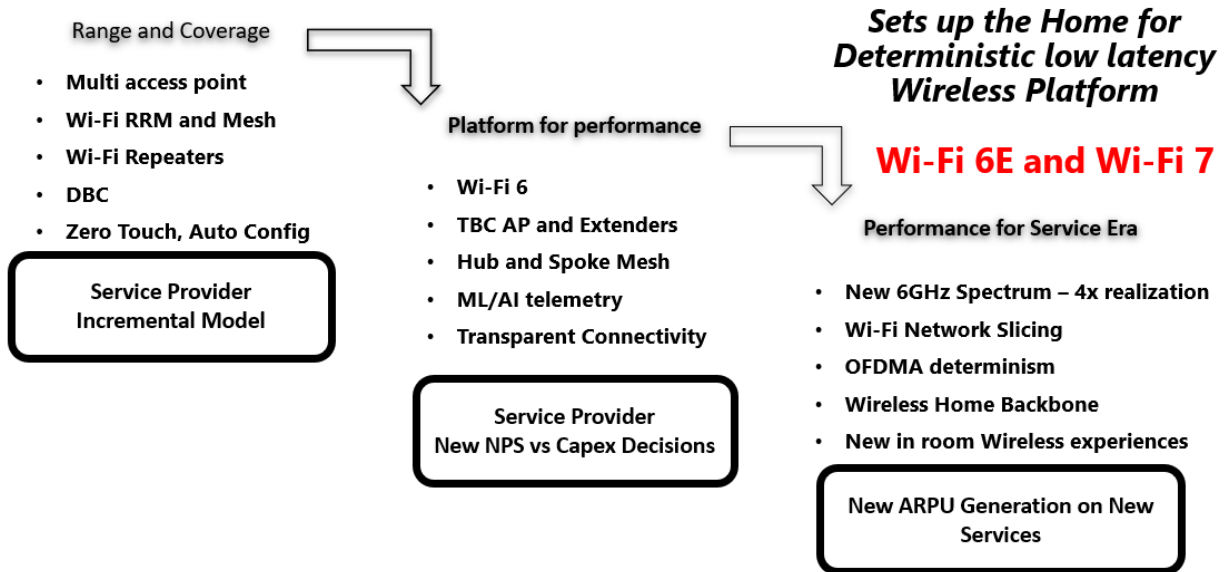 Range and Coverage
• Multi access point
• Wi-Fi RRM and Mesh
• Wi-Fi Repeaters
• DBC
• Zero Touch, Auto Config
Service Provider
Incremental Model
Platform for performance
• Wi-Fi 6
• TBC AP and Extenders
• Hub and Spoke Mesh
• ML/AI telemetry
• Transparent Connectivity
Service Provider
New NPS vs Capex Decisions
Sets up the Home for
Deterministic low latency
Wireless Platform
Wi-Fi 6E and Wi-Fi 7
Performance for Service Era
• New 6GHz Spectrum – 4x realization
• Wi-Fi Network Slicing
• OFDMA determinism
• Wireless Home Backbone
• New in room Wireless experiences
New ARPU Generation on New
Services